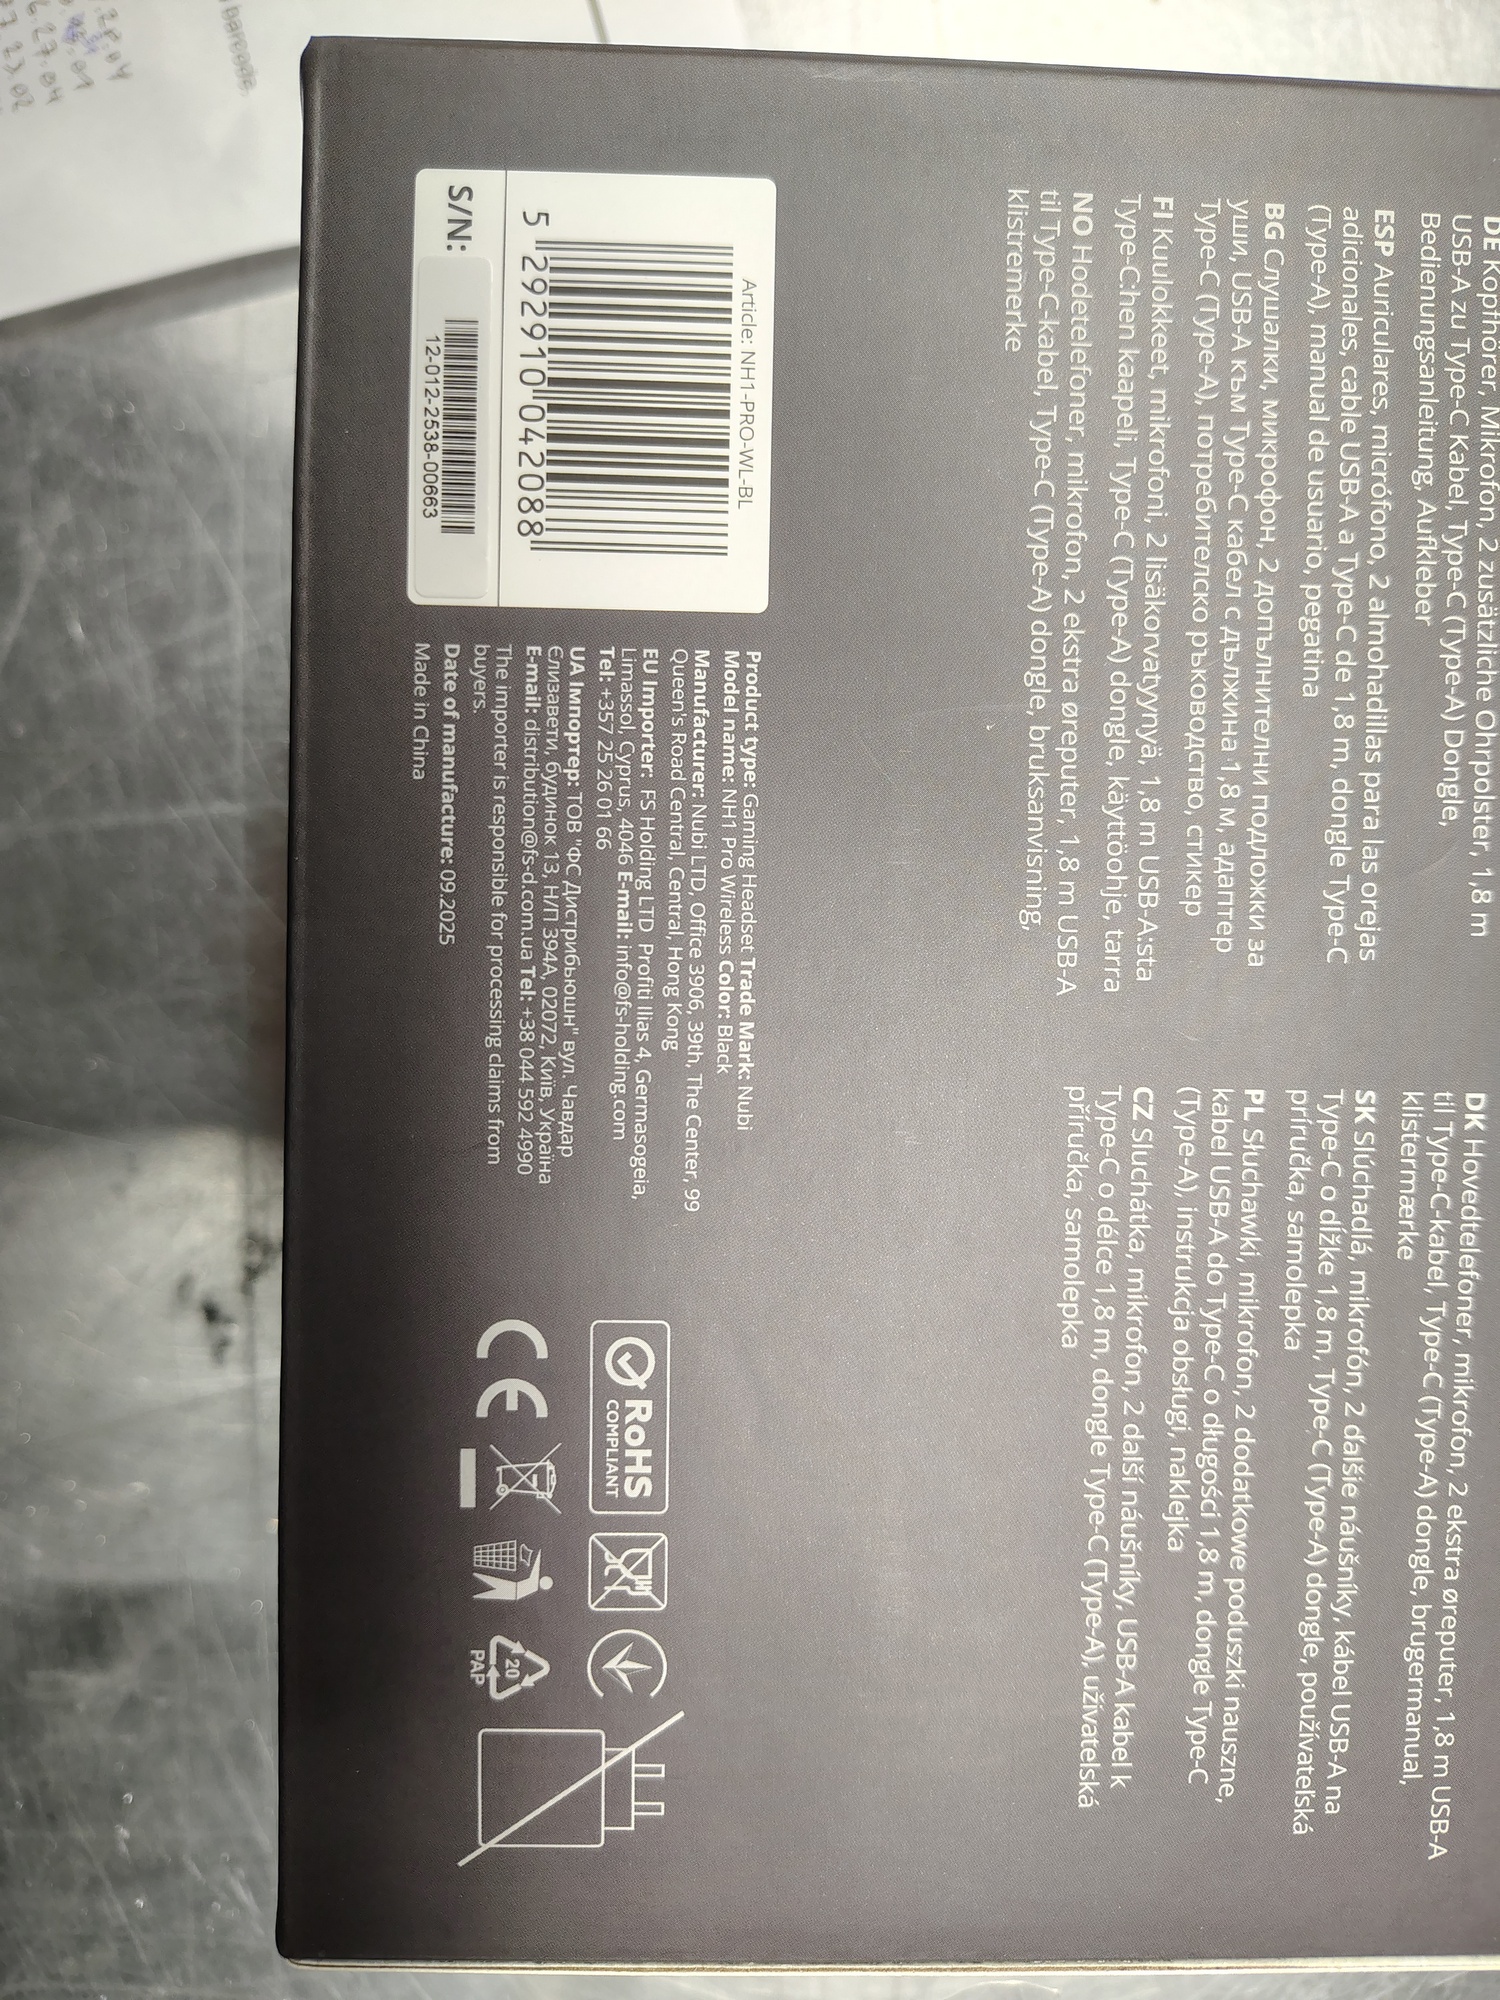 DE Kopfhörer, Mikrofon, 2 zusätzliche Ohrpolster, 1,8 m
USB-A zu Type-C Kabel, Type-C (Type-A) Dongle,
Bedienungsanleitung, Aufkleber
ESP Auriculares, micrófono, 2 almohadillas para las orejas
adicionales, cable USB-A a Type-C de 1,8 m, dongle Type-C
(Type-A), manual de usuario, pegatina
BG Слушалки, микрофон, 2 допълнителни подложки за
уши, USB-A към Type-C кабел с дължина 1,8 м, адаптер
Type-C (Type-A), потребителско ръководство, стикер
FI Kuulokkeet, mikrofoni, 2 lisäkorvatyynyä, 1,8 m USB-A:sta
Type-C:hen kaapeli, Type-C (Type-A) dongle, käyttöohje, tarra
NO Hodetelefoner, mikrofon, 2 ekstra øreputer, 1,8 m USB-A
til Type-C-kabel, Type-C (Type-A) dongle, bruksanvisning,
klistremerke
DK Hovedtelefoner, mikrofon, 2 ekstra øreputer, 1,8 m USB-A
til Type-C-kabel, Type-C (Type-A) dongle, brugermanual,
klistermærke
SK Slúchadlá, mikrofón, 2 ďalšie náušníky, kábel USB-A na
Type-C o dĺžke 1,8 m, Type-C (Type-A) dongle, používateľská
príručka, samolepka
PL Słuchawki, mikrofon, 2 dodatkowe poduszki nauszne,
kabel USB-A do Type-C o długości 1,8 m, dongle Type-C
(Type-A), instrukcja obsługi, naklejka
CZ Sluchátka, mikrofon, 2 další náušníky, USB-A kabel k
Type-C o délce 1,8 m, dongle Type-C (Type-A), uživatelská
příručka, samolepka
Article: NH1-PRO-WL-BL
5 292910 042088
S/N:
12-012-2538-00663
Product type: Gaming Headset Trade Mark: Nubi
Model name: NH1 Pro Wireless Color: Black
Manufacturer: Nubi LTD, Office 3906, 39th, The Center, 99
Queen's Road Central, Central, Hong Kong
EU Importer: FS Holding LTD Profiti Ilias 4, Germasogeia,
Limassol, Cyprus, 4046 E-mail: info@fs-holding.com
Tel: +357 25 26 01 66
UA Імпортер: ТОВ "ФС Дистрибьюшн" вул. Чавдар
Єлизавети, будинок 13, Н/П 394А, 02072, Київ, Україна
E-mail: distribution@fs-d.com.ua Tel: +38 044 592 4990
The importer is responsible for processing claims from
buyers.
Date of manufacture: 09.2025
Made in China
RoHS
COMPLIANT
CE
20
PAP
barcode